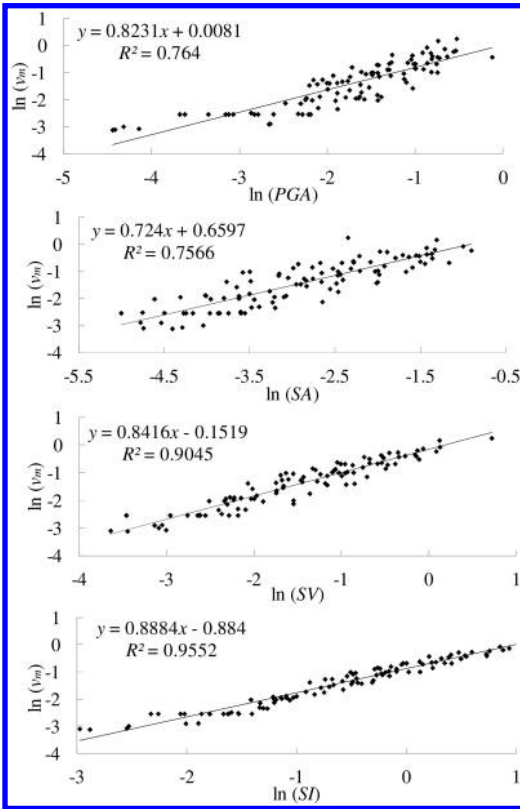 y = 0.8231x + 0.0081
R² = 0.764
ln (vm)
1
0
-1
-2
-3
-4
-5 -4 -3 -2 -1 0
ln (PGA)
y = 0.724x + 0.6597
R² = 0.7566
ln (vm)
1
0
-1
-2
-3
-4
-5.5 -4.5 -3.5 -2.5 -1.5 -0.5
ln (SA)
y = 0.8416x - 0.1519
R² = 0.9045
ln (vm)
1
0
-1
-2
-3
-4
-4 -3 -2 -1 0 1
ln (SV)
y = 0.8884x - 0.884
R² = 0.9552
ln (vm)
1
0
-1
-2
-3
-4
-3 -2 -1 0 1
ln (SI)